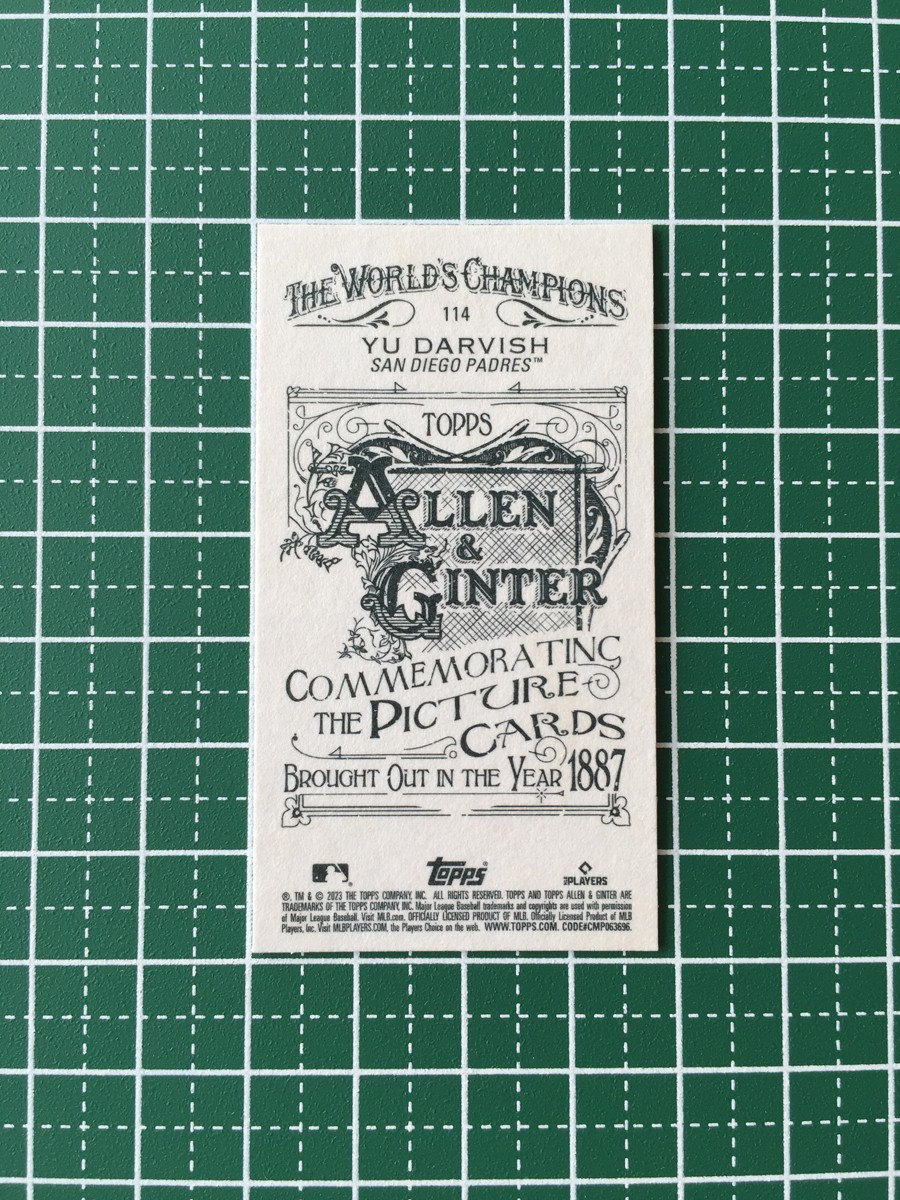 THE WORLD'S CHAMPIONS
114
YU DARVISH
SAN DIEGO PADRES™
TOPPS
ALLEN
&
GINTER
COMMEMORATING
THE PICTURE
CARDS
BROUGHT OUT IN THE YEAR 1887
topps®
MLB PLAYERS
®, TM & © 2023 THE TOPPS COMPANY, INC. ALL RIGHTS RESERVED. TOPPS AND TOPPS ALLEN & GINTER ARE
TRADEMARKS OF THE TOPPS COMPANY, INC. Major League Baseball trademarks and copyrights are used with permission
of Major League Baseball. Visit MLB.com. OFFICIALLY LICENSED PRODUCT OF MLB. Officially Licensed Product of MLB
Players, Inc. Visit MLBPLAYERS.COM, the Players Choice on the web. WWW.TOPPS.COM. CODE#CMP063696.